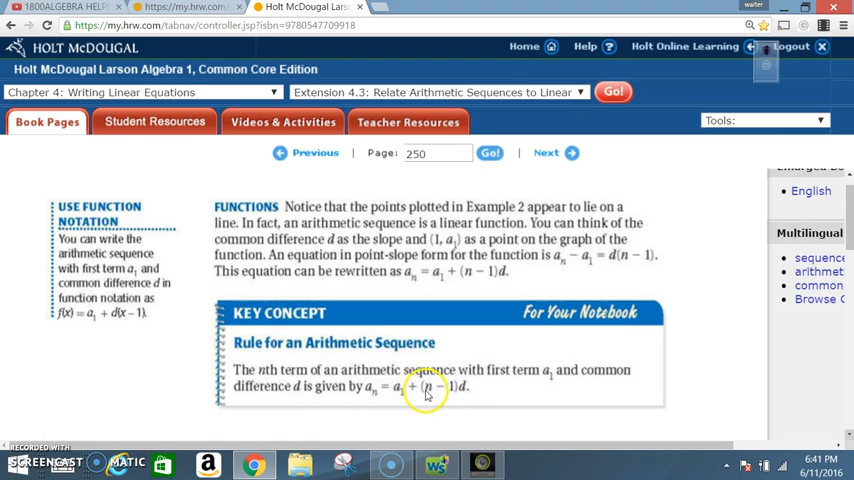 1800ALGEBRA HELP
https://my.hrw.com/tabnav/
Holt McDougal Lars
walter
https://my.hrw.com/tabnav/controller.jsp?isbn=9780547709918
HOLT MCDOUGAL
Home
Help ?
Holt Online Learning
Logout
Holt McDougal Larson Algebra 1, Common Core Edition
Chapter 4: Writing Linear Equations
Extension 4.3: Relate Arithmetic Sequences to Linear
Go!
Book Pages
Student Resources
Videos & Activities
Teacher Resources
Tools:
Previous | Page: 250 Go! | Next
English
Multilingual
sequence
arithmet
common
Browse
USE FUNCTION
NOTATION
You can write the
arithmetic sequence
with first term a₁ and
common difference d in
function notation as
f(x) = a₁ + d(x − 1).
FUNCTIONS Notice that the points plotted in Example 2 appear to lie on a
line. In fact, an arithmetic sequence is a linear function. You can think of the
common difference d as the slope and (1, a₁) as a point on the graph of the
function. An equation in point-slope form for the function is aₙ − a₁ = d(n − 1).
This equation can be rewritten as aₙ = a₁ + (n − 1)d.
KEY CONCEPT
For Your Notebook
Rule for an Arithmetic Sequence
The nth term of an arithmetic sequence with first term a₁ and common
difference d is given by aₙ = a₁ + (n − 1)d.
RECORDED WITH
SCREENCAST MATIC
6:41 PM
6/11/2016